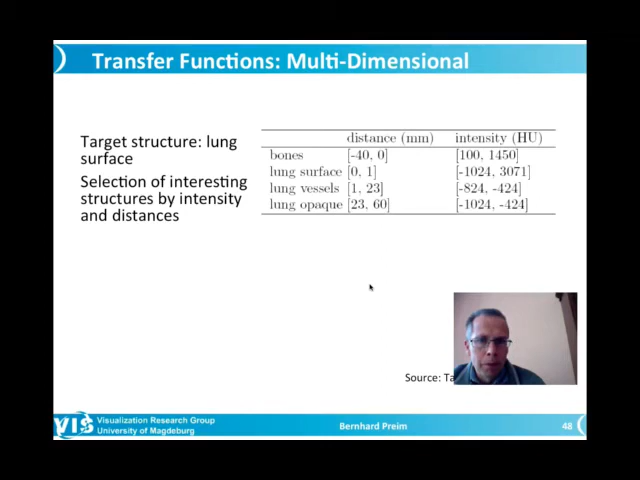 Transfer Functions: Multi-Dimensional
Target structure: lung
surface
Selection of interesting
structures by intensity
and distances
distance (mm) intensity (HU)
bones [-40, 0] [100, 1450]
lung surface [0, 1] [-1024, 3071]
lung vessels [1, 23] [-824, -424]
lung opaque [23, 60] [-1024, -424]
Source:
VIS Visualization Research Group
University of Magdeburg
Bernhard Preim
48